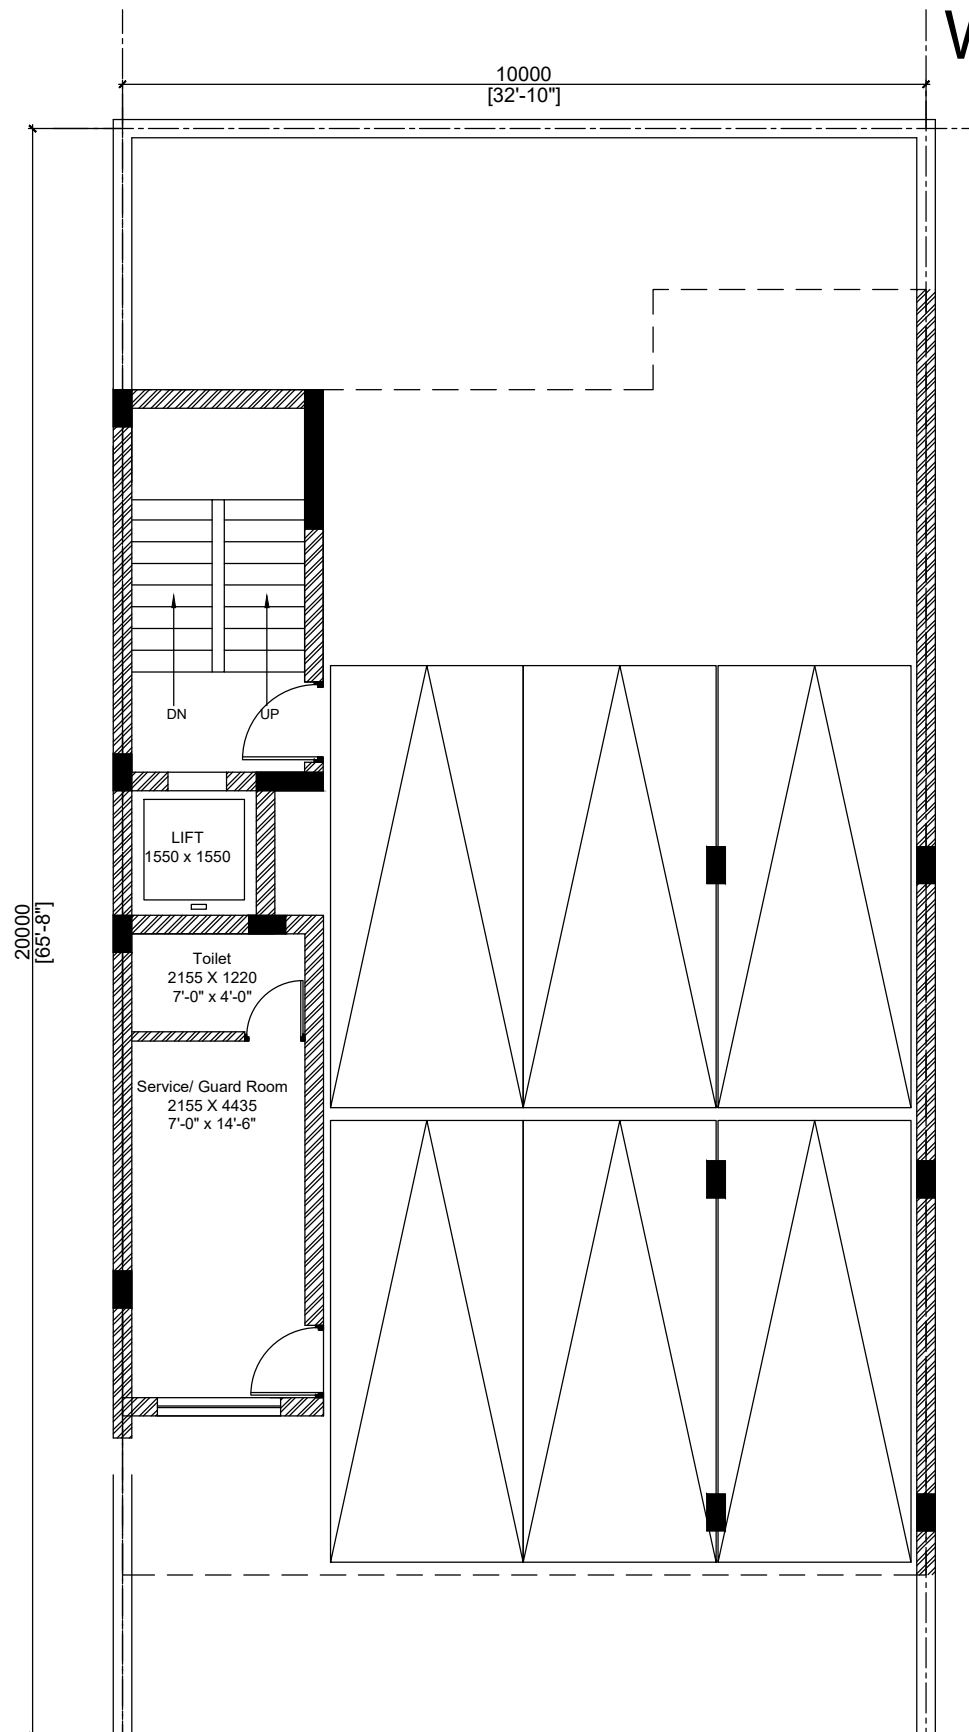 10000
[32'-10"]
DN
UP
LIFT
1550 x 1550
20000
[65'-8"]
Toilet
2155 X 1220
7'-0" x 4'-0"
Service/ Guard Room
2155 X 4435
7'-0" x 14'-6"